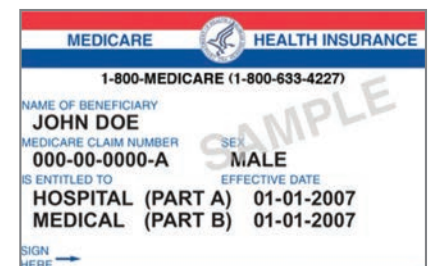 MEDICARE HEALTH INSURANCE
1-800-MEDICARE (1-800-633-4227)
NAME OF BENEFICIARY
JOHN DOE
MEDICARE CLAIM NUMBER SEX
000-00-0000-A MALE
IS ENTITLED TO EFFECTIVE DATE
HOSPITAL (PART A) 01-01-2007
MEDICAL (PART B) 01-01-2007
SIGN
HERE
SAMPLE